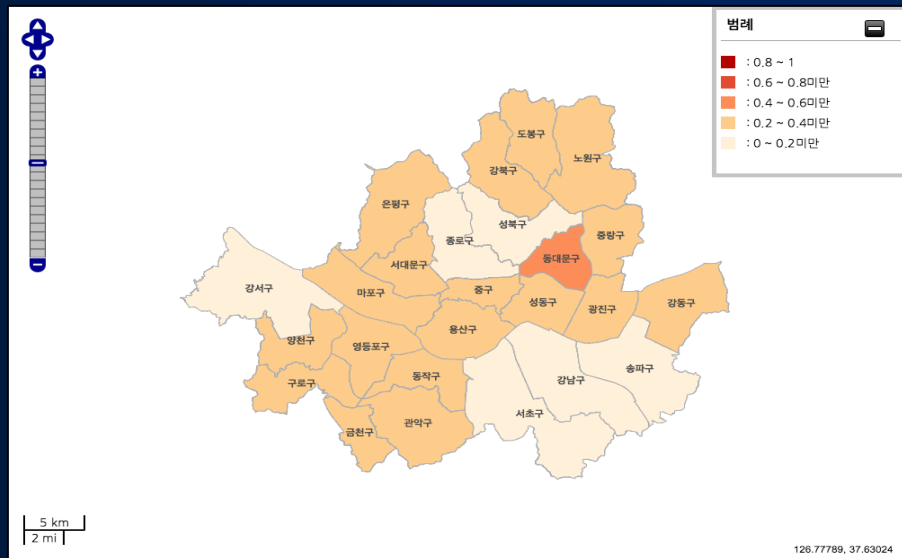 범례
: 0.8 ~ 1
: 0.6 ~ 0.8미만
: 0.4 ~ 0.6미만
: 0.2 ~ 0.4미만
: 0 ~ 0.2미만
도봉구
노원구
강북구
은평구
성북구
종로구
중랑구
동대문구
서대문구
강서구
마포구
중구
성동구
광진구
강동구
용산구
양천구
영등포구
송파구
동작구
강남구
구로구
서초구
관악구
금천구
5 km
2 mi
126.77789, 37.63024